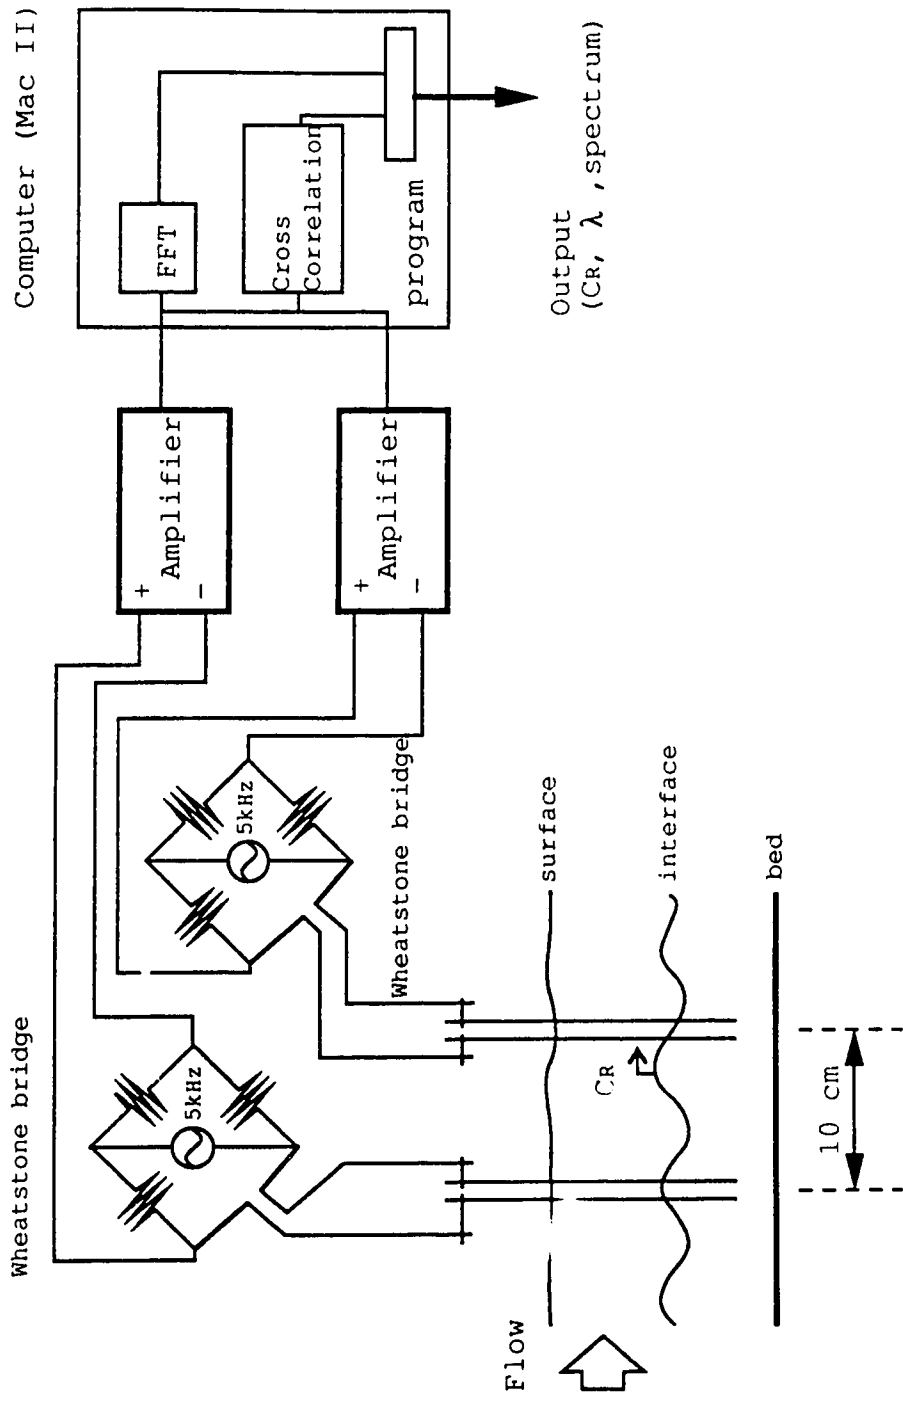 Computer (Mac II)
FFT
Cross
Correlation
program
Output
(CR, λ ,spectrum)
+
Amplifier
-
+
Amplifier
-
5kHz
Wheatstone bridge
Wheatstone bridge
5kHz
surface
interface
bed
CR
10 cm
Flow